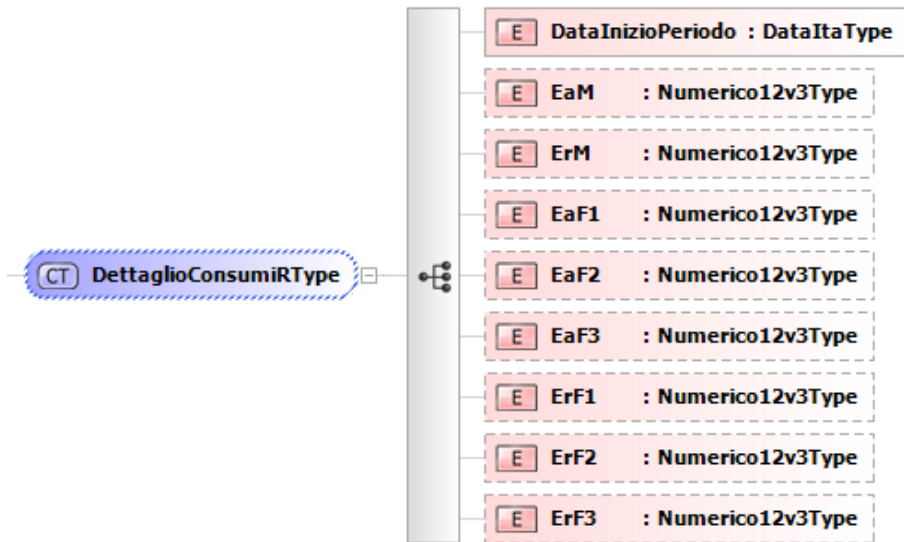 E DataInizioPeriodo : DataItaType
E EaM : Numerico12v3Type
E ErM : Numerico12v3Type
E EaF1 : Numerico12v3Type
CT DettaglioConsumiRType
E EaF2 : Numerico12v3Type
E EaF3 : Numerico12v3Type
E ErF1 : Numerico12v3Type
E ErF2 : Numerico12v3Type
E ErF3 : Numerico12v3Type